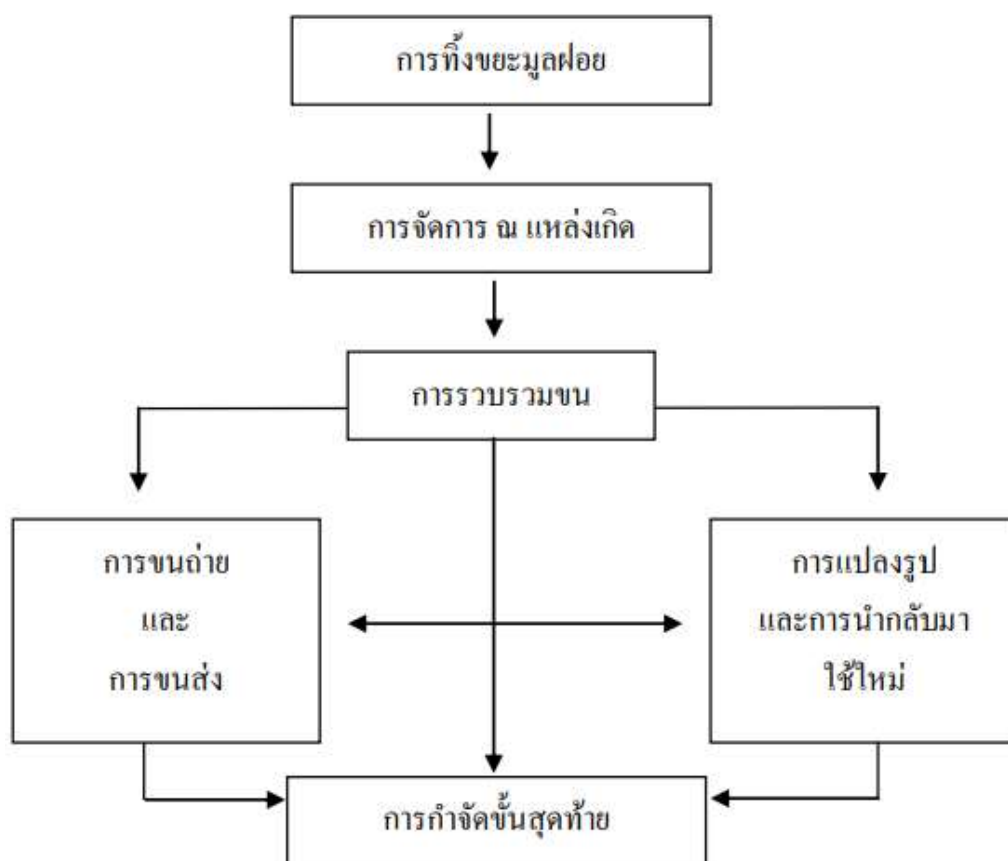 การทิ้งขยะมูลฝอย
การจัดการ ณ แหล่งเกิด
การรวบรวมขน
การขนถ่าย
และ
การขนส่ง
การแปลงรูป
และการนำกลับมา
ใช้ใหม่
การกำจัดขั้นสุดท้าย